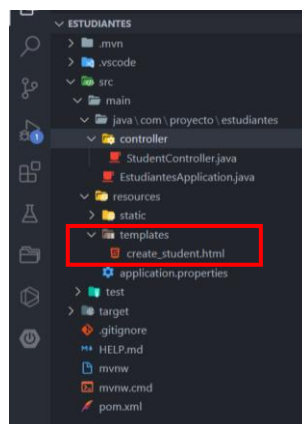 ESTUDIANTES
.mvn
.vscode
src
main
java \ com \ proyecto \ estudiantes
controller
StudentController.java
EstudiantesApplication.java
resources
static
templates
create_student.html
application.properties
test
target
.gitignore
HELP.md
mvnw
mvnw.cmd
pom.xml